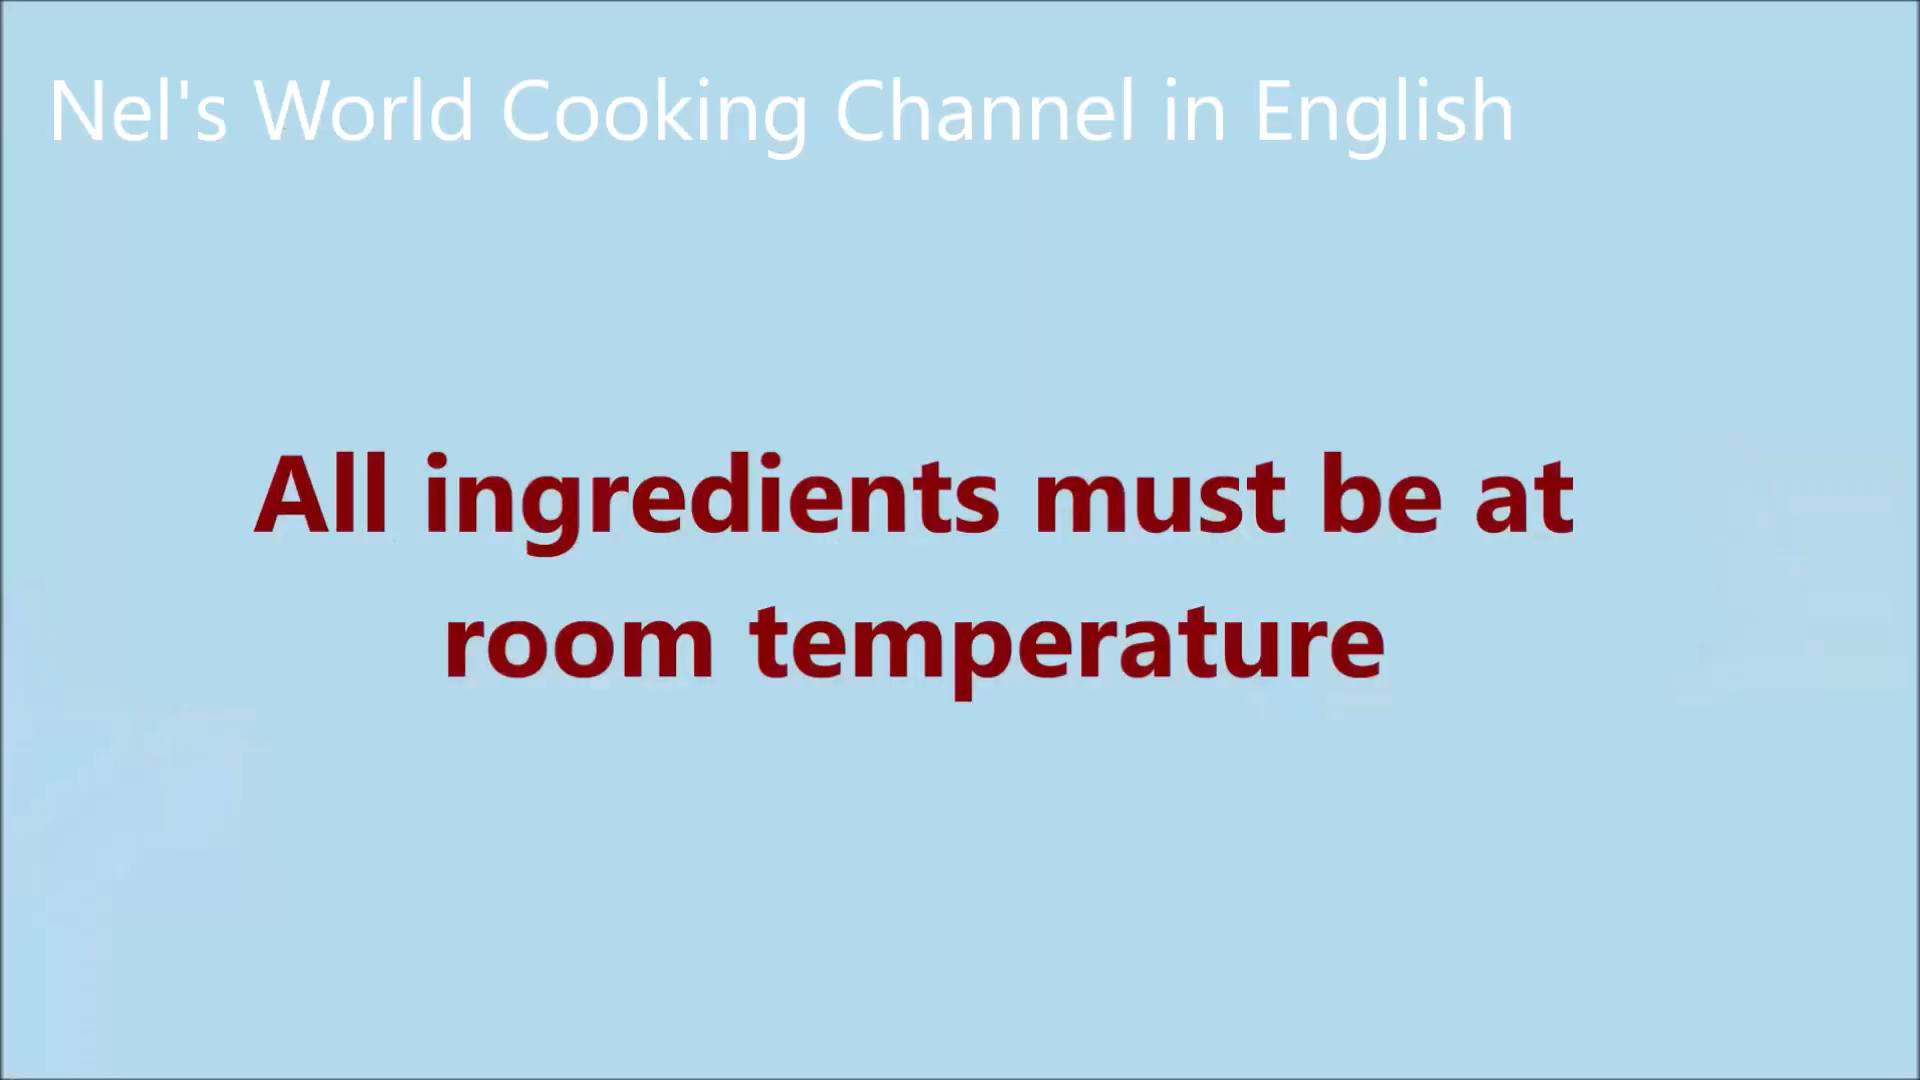 Nel's World Cooking Channel in English
All ingredients must be at
room temperature